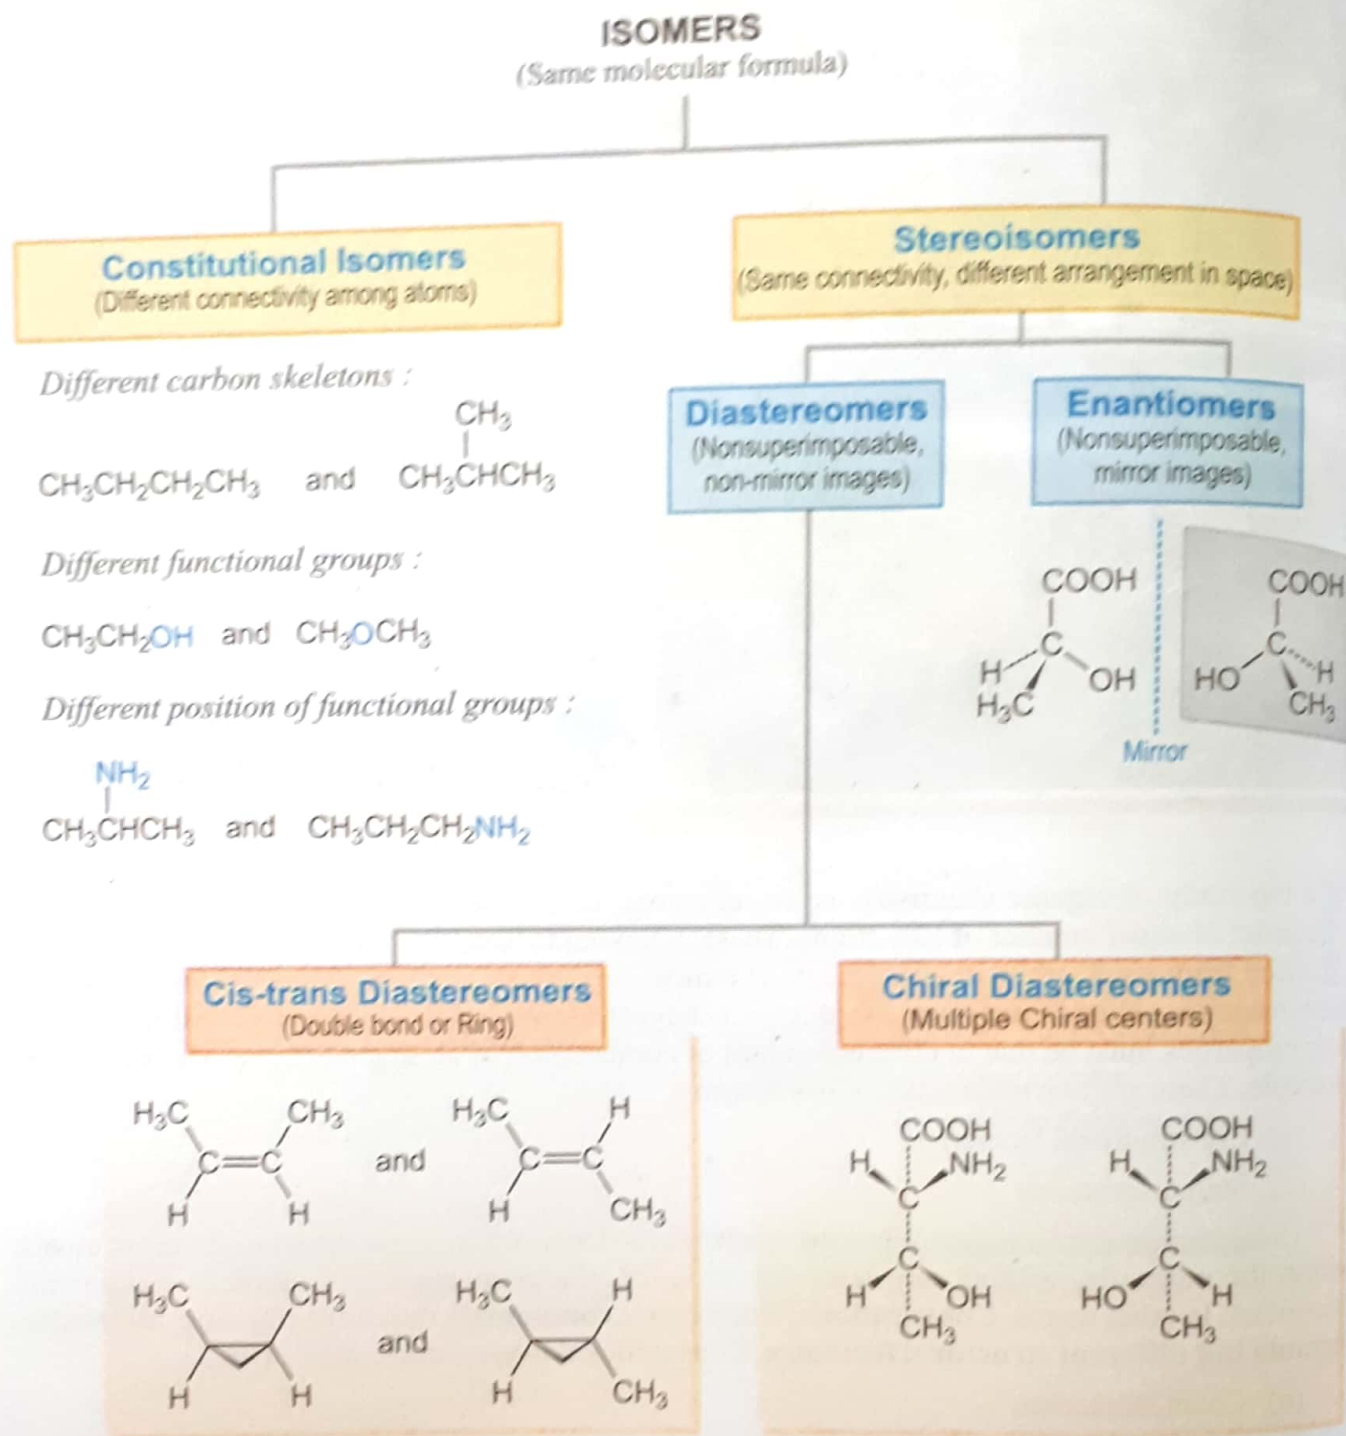 ISOMERS
(Same molecular formula)
Constitutional Isomers
(Different connectivity among atoms)
Stereoisomers
(Same connectivity, different arrangement in space)
Different carbon skeletons :
CH₃
CH₃CH₂CH₂CH₃ and CH₃CHCH₃
Different functional groups :
CH₃CH₂OH and CH₃OCH₃
Different position of functional groups :
NH₂
CH₃CHCH₃ and CH₃CH₂CH₂NH₂
Diastereomers
(Nonsuperimposable,
non-mirror images)
Enantiomers
(Nonsuperimposable,
mirror images)
COOH
C
H
OH
H₃C
COOH
C
HO
H
CH₃
Mirror
Cis-trans Diastereomers
(Double bond or Ring)
H₃C CH₃
C=C
H H
and
H₃C H
C=C
H CH₃
H₃C CH₃
H H
and
H₃C H
H CH₃
Chiral Diastereomers
(Multiple Chiral centers)
COOH
H NH₂
C
C
H OH
CH₃
COOH
H NH₂
C
C
HO H
CH₃